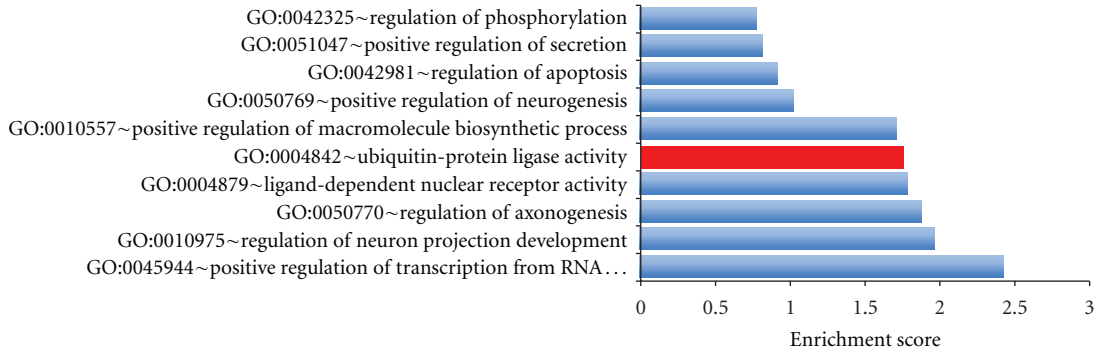 GO:0042325~regulation of phosphorylation
GO:0051047~positive regulation of secretion
GO:0042981~regulation of apoptosis
GO:0050769~positive regulation of neurogenesis
GO:0010557~positive regulation of macromolecule biosynthetic process
GO:0004842~ubiquitin-protein ligase activity
GO:0004879~ligand-dependent nuclear receptor activity
GO:0050770~regulation of axonogenesis
GO:0010975~regulation of neuron projection development
GO:0045944~positive regulation of transcription from RNA...
0 0.5 1 1.5 2 2.5 3
Enrichment score